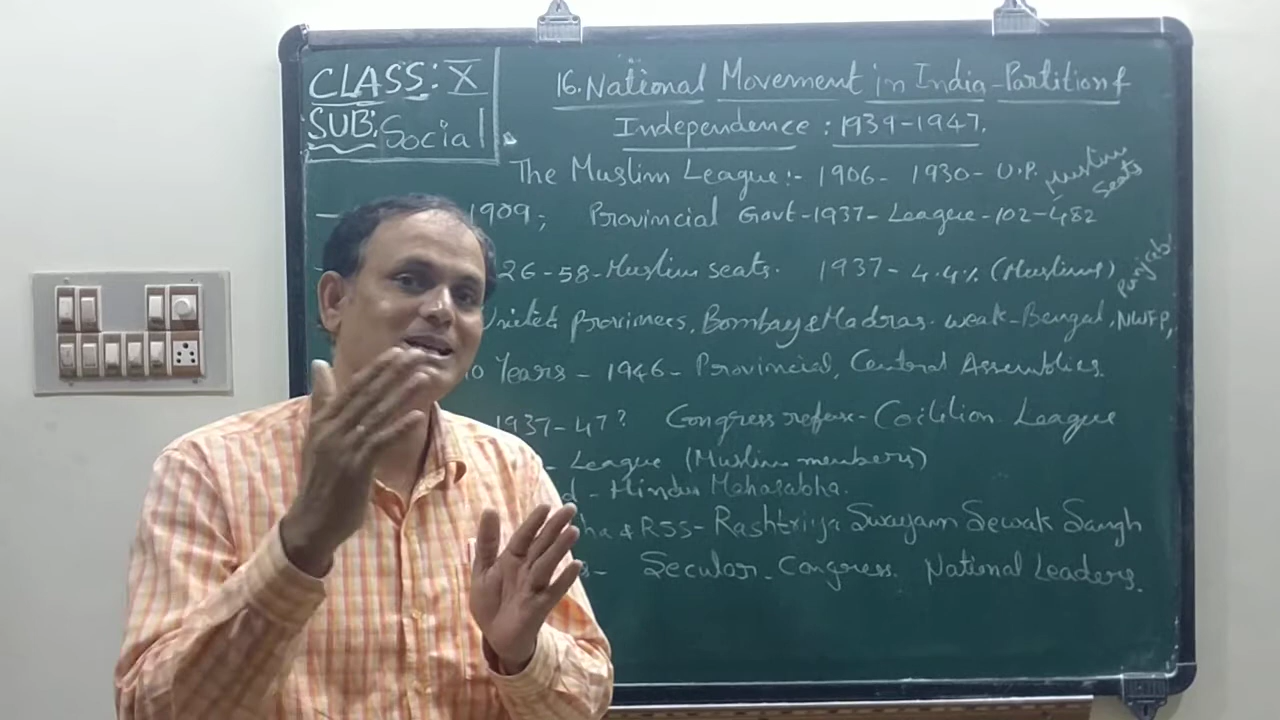 CLASS: X
SUB: Social.
16. National Movement in India - Partition &
Independence : 1939-1947.
The Muslim League:- 1906- 1930- U.P. Muslim Seats
1909; Provincial Govt-1937- League-102-482
26-58-Muslim seats. 1937- 4.4% (Muslims)
United Provinces, Bombay & Madras- weak-Bengal, NWFP, Punjab
10 Years - 1946- Provincial, Central Assemblies.
1937-47? Congress refuse- Coilition League
- League (Muslim members)
- Hindu Mahasabha.
& RSS- Rashtriya Swayam Sewak Sangh
- Secular- Congress. National Leaders.